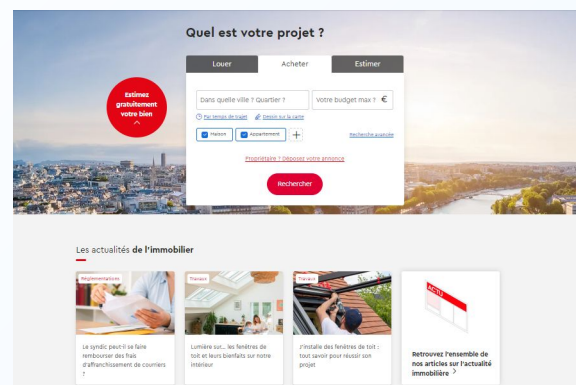 Quel est votre projet ?
Louer
Acheter
Estimer
Estimez
gratuitement
votre bien
Dans quelle ville ? Quartier ?
Votre budget max ? €
Par temps de trajet
Dessin sur la carte
Maison
Appartement
Recherche avancée
Propriétaire ? Déposez votre annonce
Rechercher
Les actualités de l'immobilier
Réglementations
Le syndic peut-il se faire
rembourser des frais
d'affranchissement de courriers
?
Travaux
Lumière sur... les fenêtres de
toit et leurs bienfaits sur notre
intérieur
Travaux
J'installe des fenêtres de toit :
tout savoir pour réussir son
projet
ACTU
Retrouvez l'ensemble de
nos articles sur l'actualité
immobilière